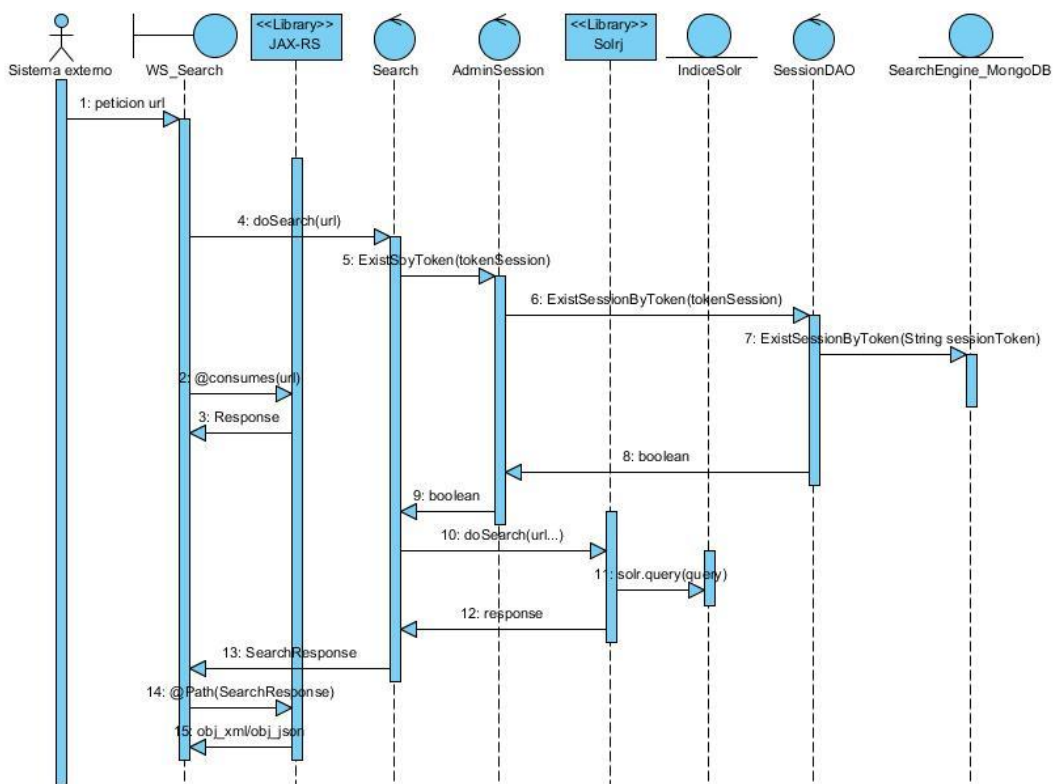 <<Library>>
JAX-RS
<<Library>>
Solrj
Sistema externo
WS_Search
Search
AdminSession
IndiceSolr
SessionDAO
SearchEngine_MongoDB
1: peticion url
4: doSearch(url)
5: ExistSbyToken(tokenSession)
6: ExistSessionByToken(tokenSession)
7: ExistSessionByToken(String sessionToken)
2: @consumes(url)
3: Response
8: boolean
9: boolean
10: doSearch(url...)
11: solr.query(query)
12: response
13: SearchResponse
14: @Path(SearchResponse)
15: obj_xml/obj_json